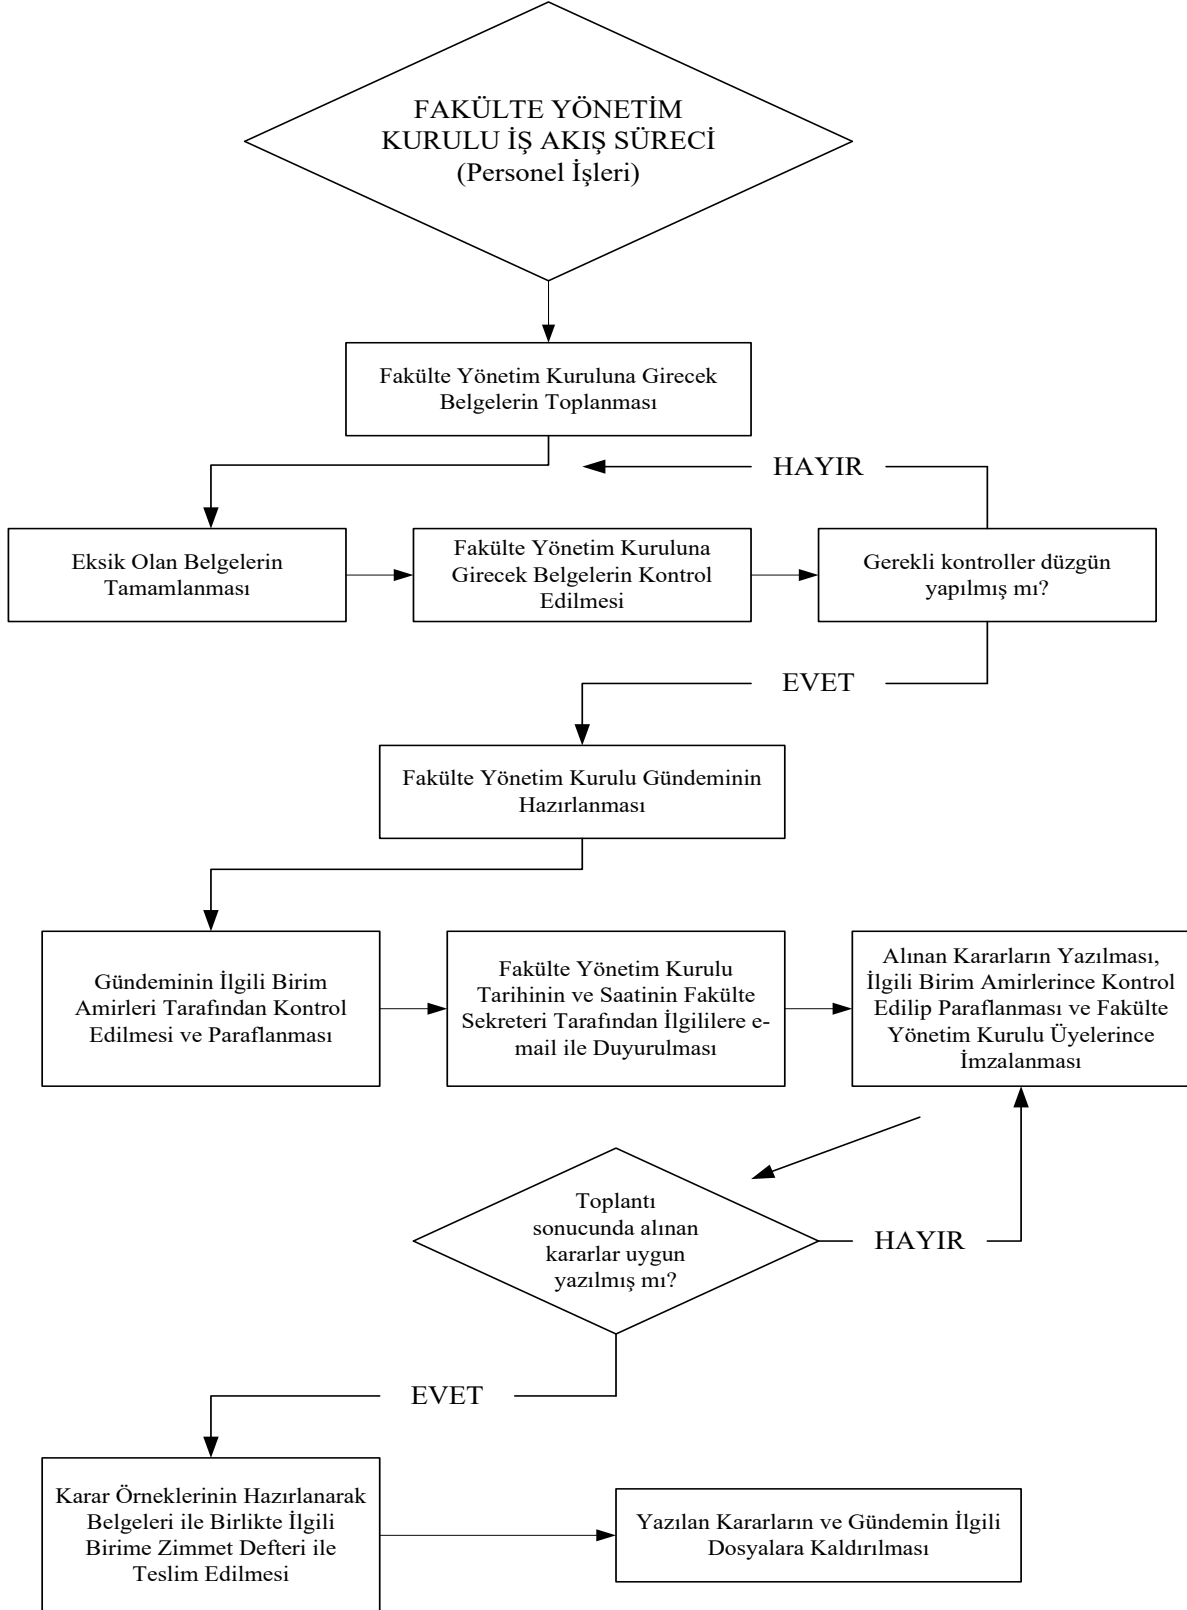 FAKÜLTE YÖNETİM
KURULU İŞ AKIŞ SÜRECİ
(Personel İşleri)
Fakülte Yönetim Kuruluna Girecek
Belgelerin Toplanması
HAYIR
Eksik Olan Belgelerin
Tamamlanması
Fakülte Yönetim Kuruluna
Girecek Belgelerin Kontrol
Edilmesi
Gerekli kontroller düzgün
yapılmış mı?
EVET
Fakülte Yönetim Kurulu Gündeminin
Hazırlanması
Gündeminin İlgili Birim
Amirleri Tarafından Kontrol
Edilmesi ve Paraflanması
Fakülte Yönetim Kurulu
Tarihinin ve Saatinin Fakülte
Sekreteri Tarafından İlgililere e-
mail ile Duyurulması
Alınan Kararların Yazılması,
İlgili Birim Amirlerince Kontrol
Edilip Paraflanması ve Fakülte
Yönetim Kurulu Üyelerince
İmzalanması
Toplantı
sonucunda alınan
kararlar uygun
yazılmış mı?
HAYIR
EVET
Karar Örneklerinin Hazırlanarak
Belgeleri ile Birlikte İlgili
Birime Zimmet Defteri ile
Teslim Edilmesi
Yazılan Kararların ve Gündemin İlgili
Dosyalara Kaldırılması